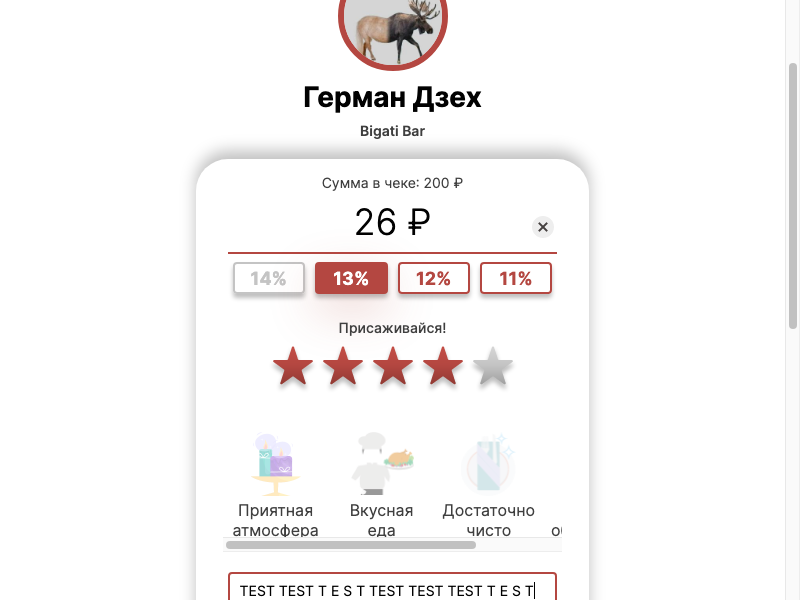 Герман Дзех
Bigati Bar
Сумма в чеке: 200 ₽
26 ₽
14% 13% 12% 11%
Присаживайся!
Приятная атмосфера
Вкусная еда
Достаточно чисто
TEST TEST T E S T TEST TEST TEST T E S T